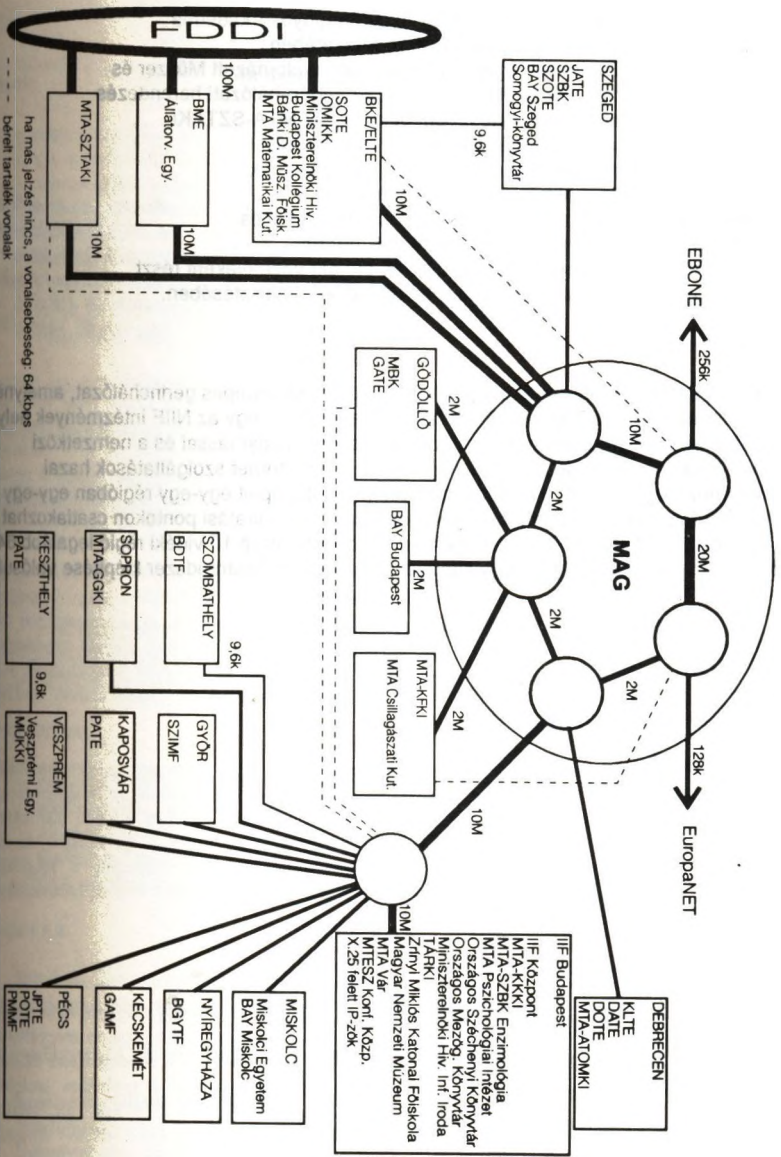 EBONE
256k
EuropaNET
128k
MAG
10M
20M
2M
2M
2M
SZEGED
JATE
SZBK
SZOTE
BAY Szeged
Somogyi-könyvtár
9,6k
BKE/ELTE
SOTE
OMIKK
Miniszterelnöki Hiv.
Budapest Kollégium
Bánki D. Műsz. Főisk.
MTA Matematikai Kut.
10M
BME
Állatorv. Egy.
10M
MTA-SZTAKI
10M
100M
FDDI
GÖDÖLLŐ
MBK
GATE
2M
BAY Budapest
2M
MTA-KFKI
MTA Csillagászati Kut.
2M
10M
DEBRECEN
KLTE
DATE
DOTE
MTA-ATOMKI
IIF Budapest
IIF Központ
MTA-KKKI
MTA-SZBK Enzimológia
MTA Pszichológiai Intézet
Országos Széchenyi Könyvtár
Országos Mezőg. Könyvtár
Miniszterelnöki Hiv. Inf. Iroda
TÁRKI
Zrínyi Miklós Katonai Főiskola
Magyar Nemzeti Múzeum
MTA Vár
MTESZ Konf. Közp.
X.25 felett IP-zők
10M
SZOMBATHELY
BDTF
9,6k
SOPRON
MTA-GGKI
KESZTHELY
PATE
9,6k
GYŐR
SZIMF
KAPOSVÁR
PATE
VESZPRÉM
Veszprémi Egy.
MÜKKI
MISKOLC
Miskolci Egyetem
BAY Miskolc
NYÍREGYHÁZA
BGYTF
KECSKEMÉT
GAMF
PÉCS
JPTE
POTE
PMMF
ha más jelzés nincs, a vonalsebesség: 64 kbps
bérelt tartalék vonalak